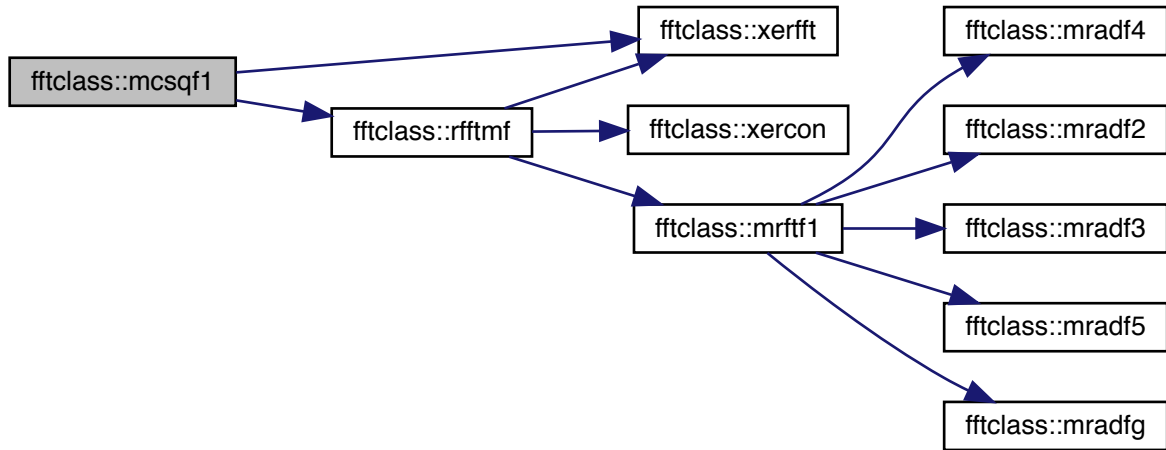 fftclass::mcsqf1
fftclass::xerfft
fftclass::rfftmf
fftclass::xercon
fftclass::mrftf1
fftclass::mradf4
fftclass::mradf2
fftclass::mradf3
fftclass::mradf5
fftclass::mradfg